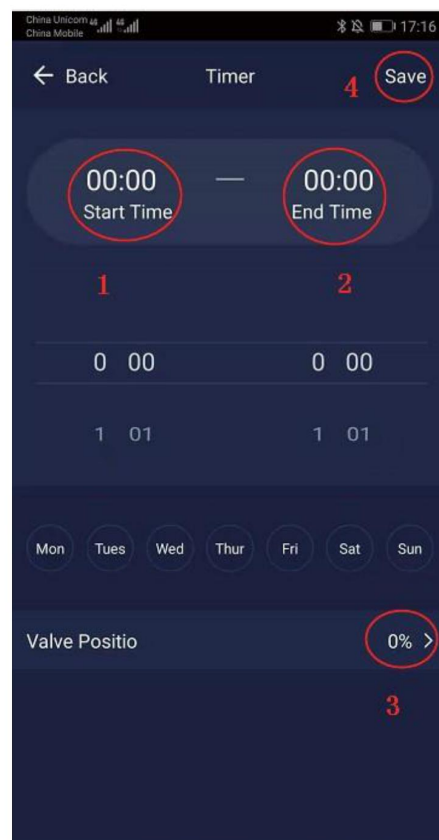 China Unicom 4G 4G
China Mobile 17:16
← Back Timer 4 Save
00:00 — 00:00
Start Time End Time
1 2
0 00 0 00
1 01 1 01
Mon Tues Wed Thur Fri Sat Sun
Valve Positio 0% >
3